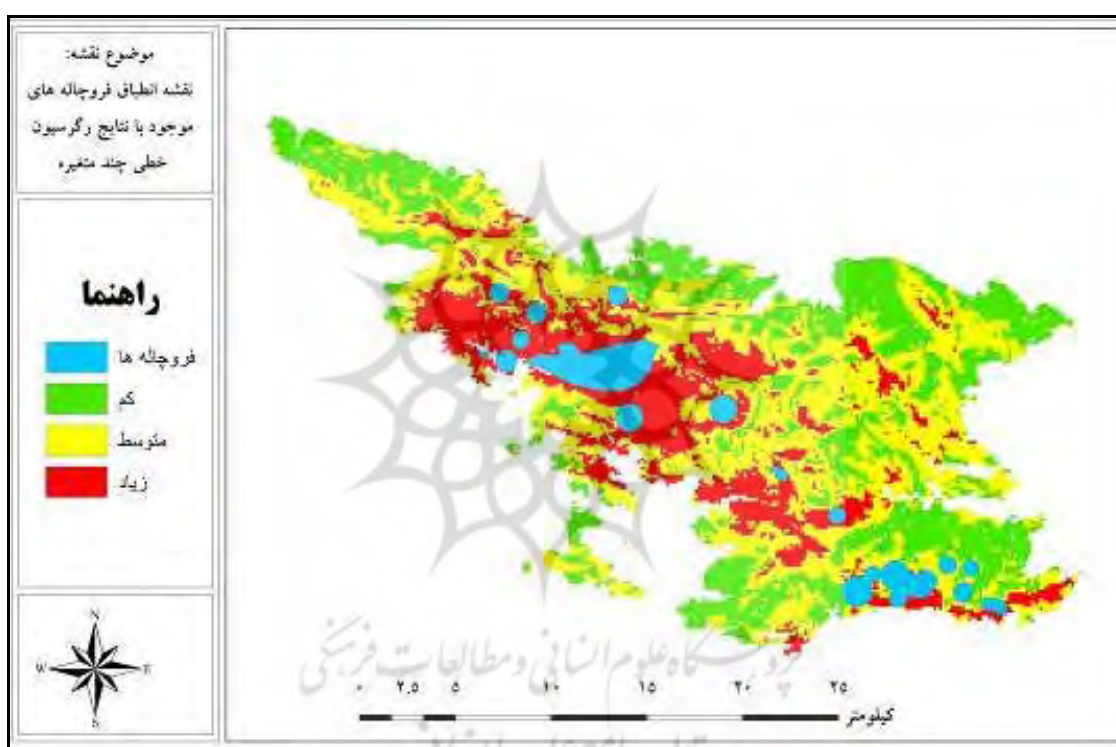 موضوع نقشه:
نقشه انطباق فروچاله های
موجود با نتایج رگرسیون
خطی چند متغیره
راهنما
فروچاله ها
کم
متوسط
زیاد
N
W E
S
۰ ۲.۵ ۵ ۱۰ ۱۵ ۲۰ ۲۵
کیلومتر
پژوهشگاه علوم انسانی و مطالعات فرهنگی